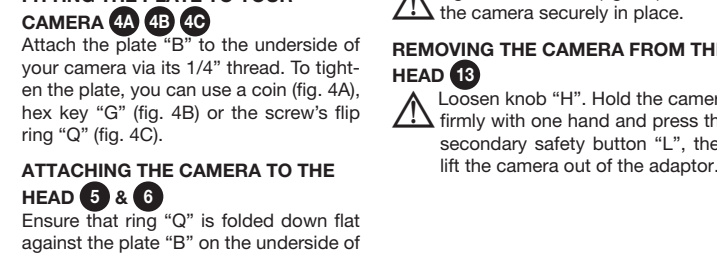 FITTING THE PLATE TO YOUR
CAMERA 4A 4B 4C
Attach the plate “B” to the underside of
your camera via its 1/4” thread. To tight-
en the plate, you can use a coin (fig. 4A),
hex key “G” (fig. 4B) or the screw’s flip
ring “Q” (fig. 4C).
ATTACHING THE CAMERA TO THE
HEAD 5 & 6
Ensure that ring “Q” is folded down flat
against the plate “B” on the underside of
the camera securely in place.
REMOVING THE CAMERA FROM THE
HEAD 13
Loosen knob “H”. Hold the camera
firmly with one hand and press the
secondary safety button “L”, then
lift the camera out of the adaptor.